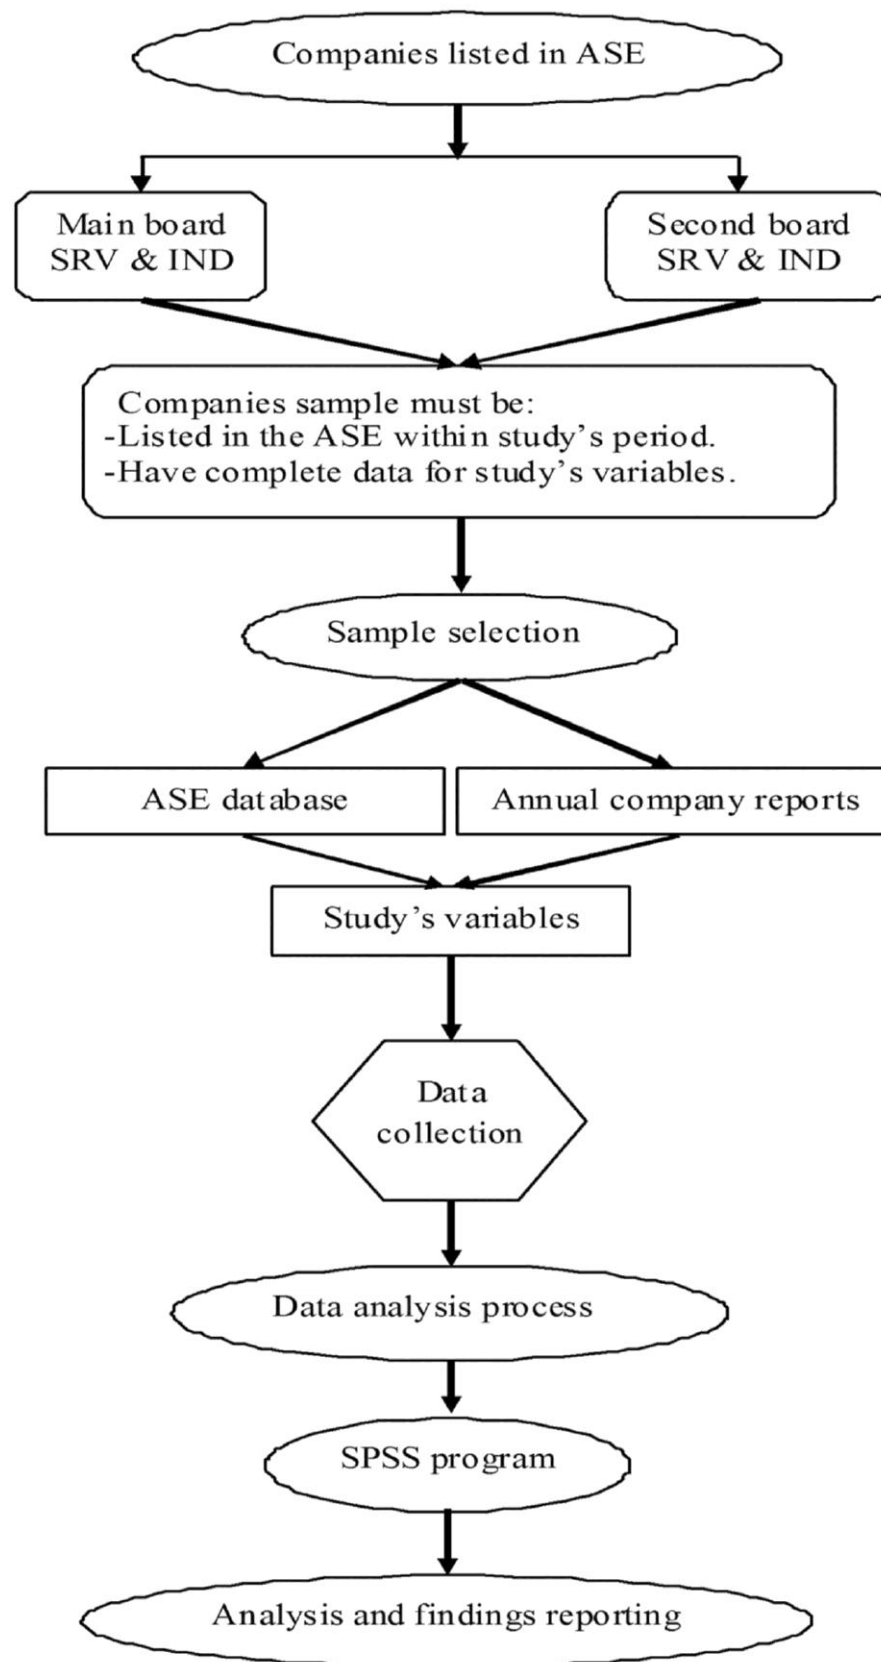 Companies listed in ASE
Main board
SRV & IND
Second board
SRV & IND
Companies sample must be:
-Listed in the ASE within study’s period.
-Have complete data for study’s variables.
Sample selection
ASE database
Annual company reports
Study’s variables
Data
collection
Data analysis process
SPSS program
Analysis and findings reporting